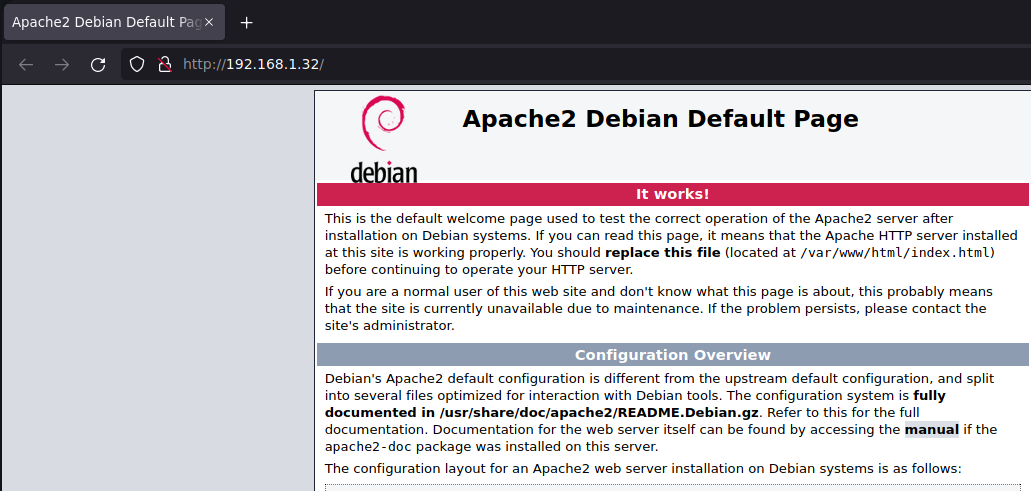 Apache2 Debian Default Pag
http://192.168.1.32/
debian
Apache2 Debian Default Page
It works!
This is the default welcome page used to test the correct operation of the Apache2 server after
installation on Debian systems. If you can read this page, it means that the Apache HTTP server installed
at this site is working properly. You should replace this file (located at /var/www/html/index.html)
before continuing to operate your HTTP server.
If you are a normal user of this web site and don't know what this page is about, this probably means
that the site is currently unavailable due to maintenance. If the problem persists, please contact the
site's administrator.
Configuration Overview
Debian's Apache2 default configuration is different from the upstream default configuration, and split
into several files optimized for interaction with Debian tools. The configuration system is fully
documented in /usr/share/doc/apache2/README.Debian.gz. Refer to this for the full
documentation. Documentation for the web server itself can be found by accessing the manual if the
apache2-doc package was installed on this server.
The configuration layout for an Apache2 web server installation on Debian systems is as follows: